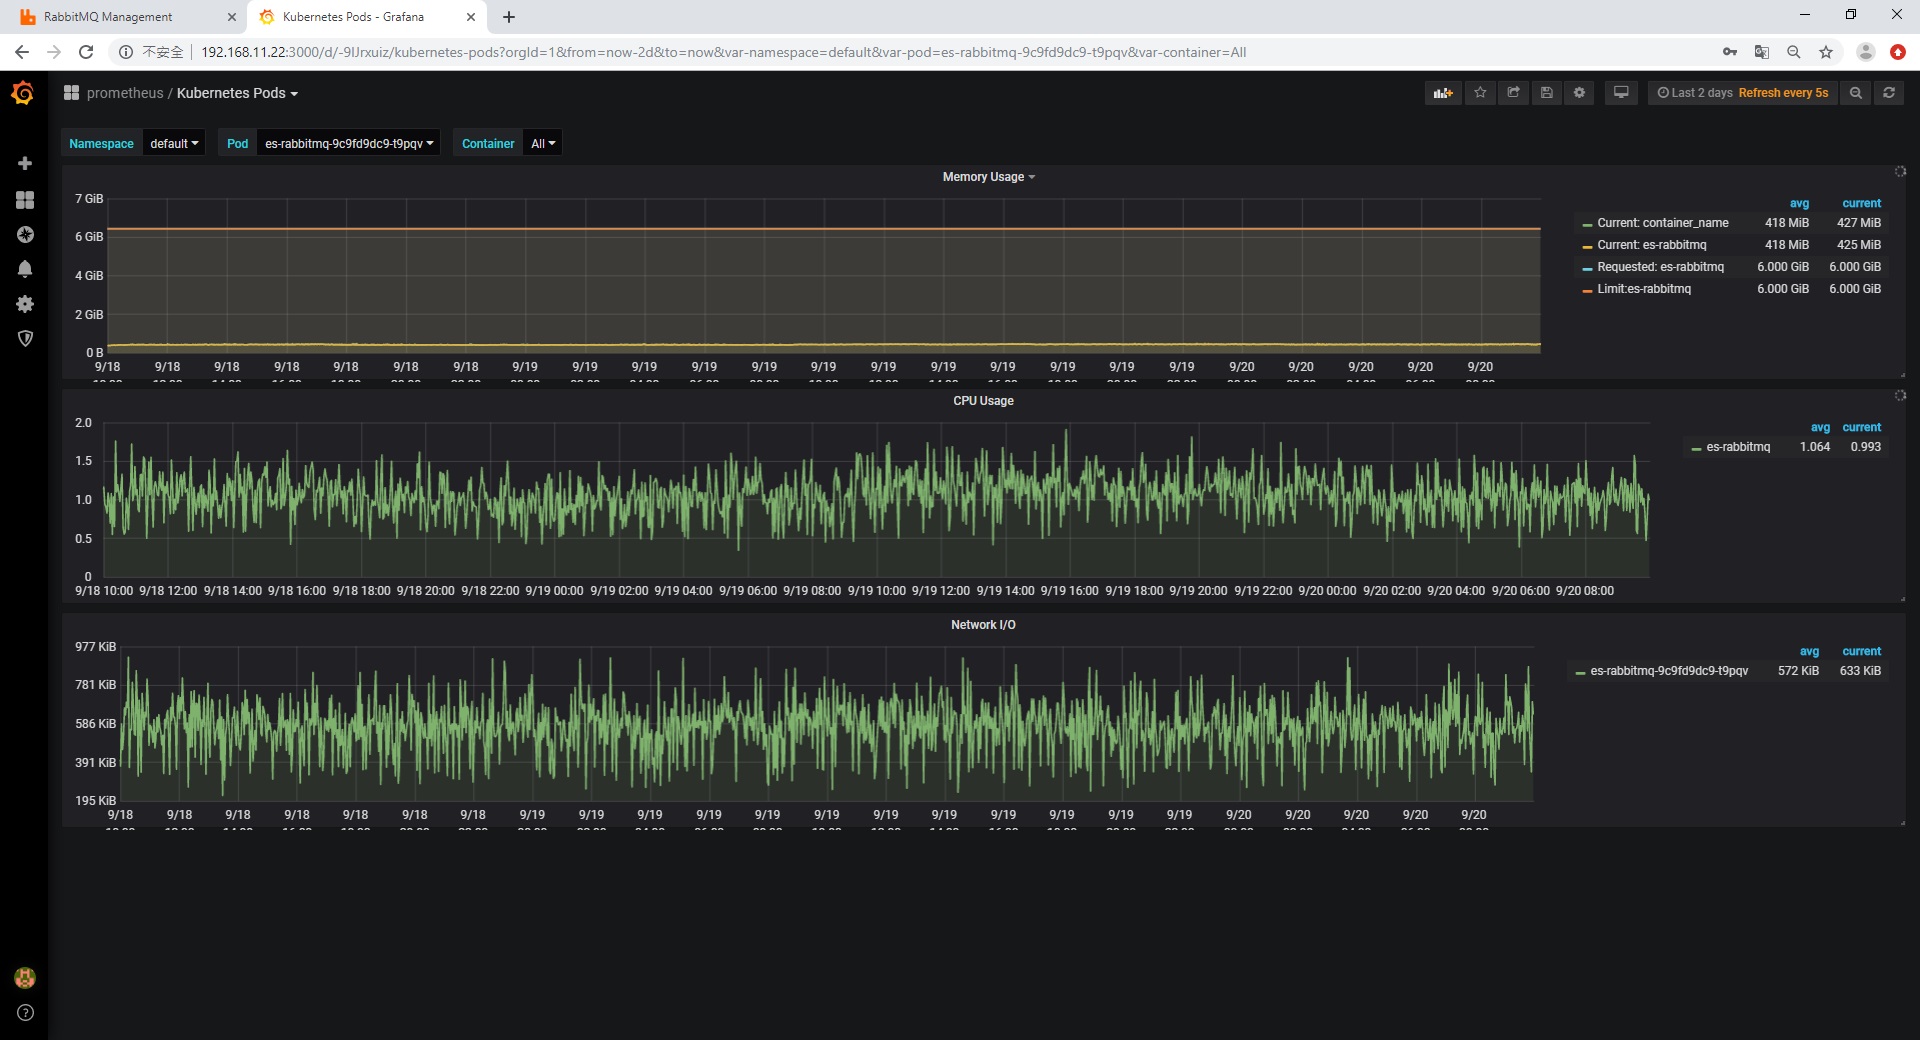 RabbitMQ Management
Kubernetes Pods - Grafana
不安全
192.168.11.22:3000/d/-9IJrxuiz/kubernetes-pods?orgId=1&from=now-2d&to=now&var-namespace=default&var-pod=es-rabbitmq-9c9fd9dc9-t9pqv&var-container=All
prometheus / Kubernetes Pods
Last 2 days Refresh every 5s
Namespace default Pod es-rabbitmq-9c9fd9dc9-t9pqv Container All
Memory Usage
7 GiB
6 GiB
4 GiB
2 GiB
0 B
9/18 9/18 9/18 9/18 9/18 9/18 9/18 9/19 9/19 9/19 9/19 9/19 9/19 9/19 9/19 9/19 9/19 9/19 9/19 9/20 9/20 9/20 9/20 9/20
avg current
Current: container_name 418 MiB 427 MiB
Current: es-rabbitmq 418 MiB 425 MiB
Requested: es-rabbitmq 6.000 GiB 6.000 GiB
Limit:es-rabbitmq 6.000 GiB 6.000 GiB
CPU Usage
2.0
1.5
1.0
0.5
0
9/18 10:00 9/18 12:00 9/18 14:00 9/18 16:00 9/18 18:00 9/18 20:00 9/18 22:00 9/19 00:00 9/19 02:00 9/19 04:00 9/19 06:00 9/19 08:00 9/19 10:00 9/19 12:00 9/19 14:00 9/19 16:00 9/19 18:00 9/19 20:00 9/19 22:00 9/20 00:00 9/20 02:00 9/20 04:00 9/20 06:00 9/20 08:00
avg current
es-rabbitmq 1.064 0.993
Network I/O
977 KiB
781 KiB
586 KiB
391 KiB
195 KiB
9/18 9/18 9/18 9/18 9/18 9/18 9/18 9/19 9/19 9/19 9/19 9/19 9/19 9/19 9/19 9/19 9/19 9/19 9/19 9/20 9/20 9/20 9/20 9/20
avg current
es-rabbitmq-9c9fd9dc9-t9pqv 572 KiB 633 KiB